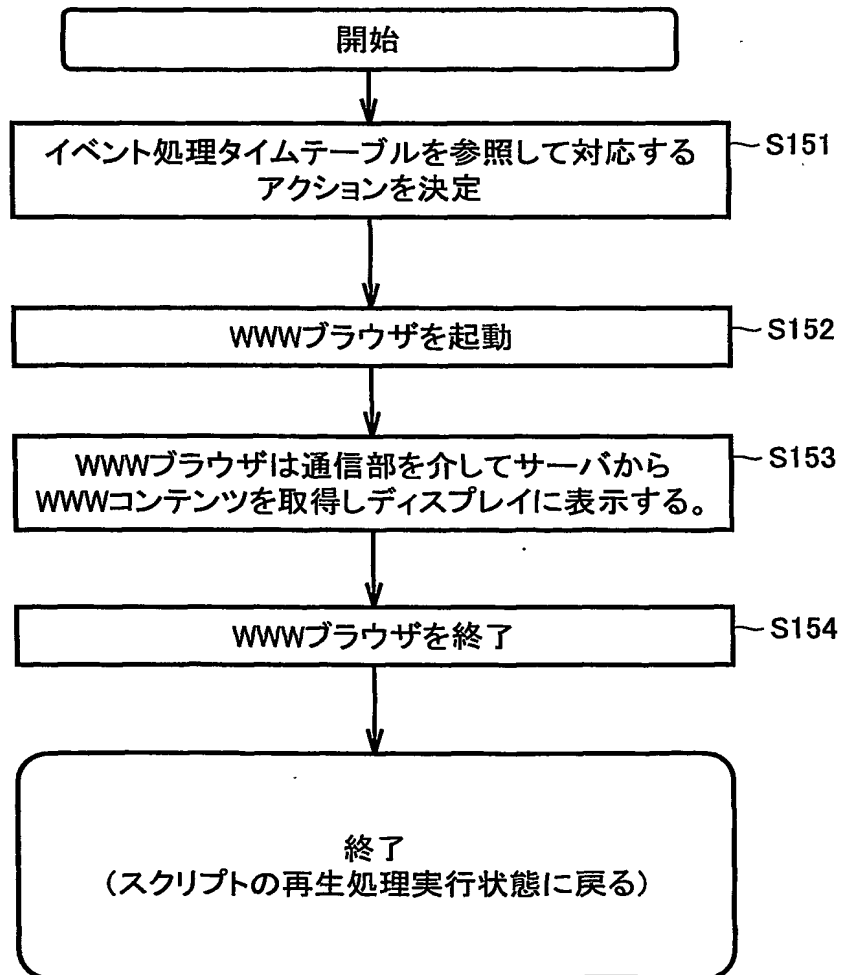 開始
イベント処理タイムテーブルを参照して対応する
アクションを決定
S151
WWWブラウザを起動
S152
WWWブラウザは通信部を介してサーバから
WWWコンテンツを取得しディスプレイに表示する。
S153
WWWブラウザを終了
S154
終了
(スクリプトの再生処理実行状態に戻る)